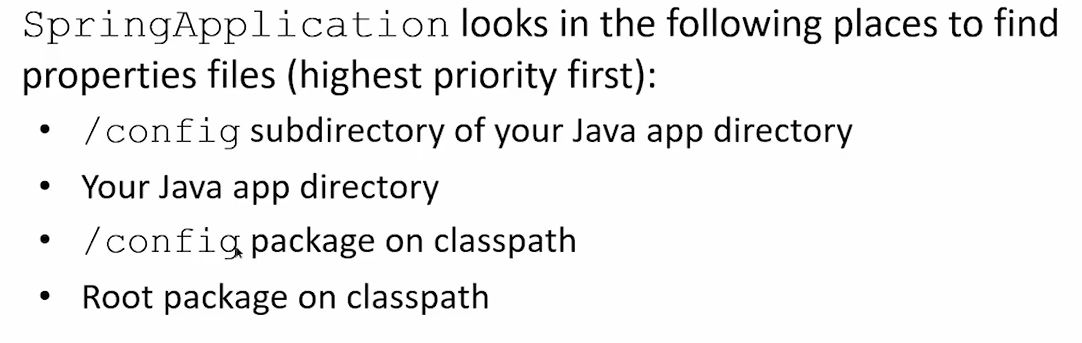 SpringApplication looks in the following places to find
properties files (highest priority first):
• /config subdirectory of your Java app directory
• Your Java app directory
• /config package on classpath
• Root package on classpath